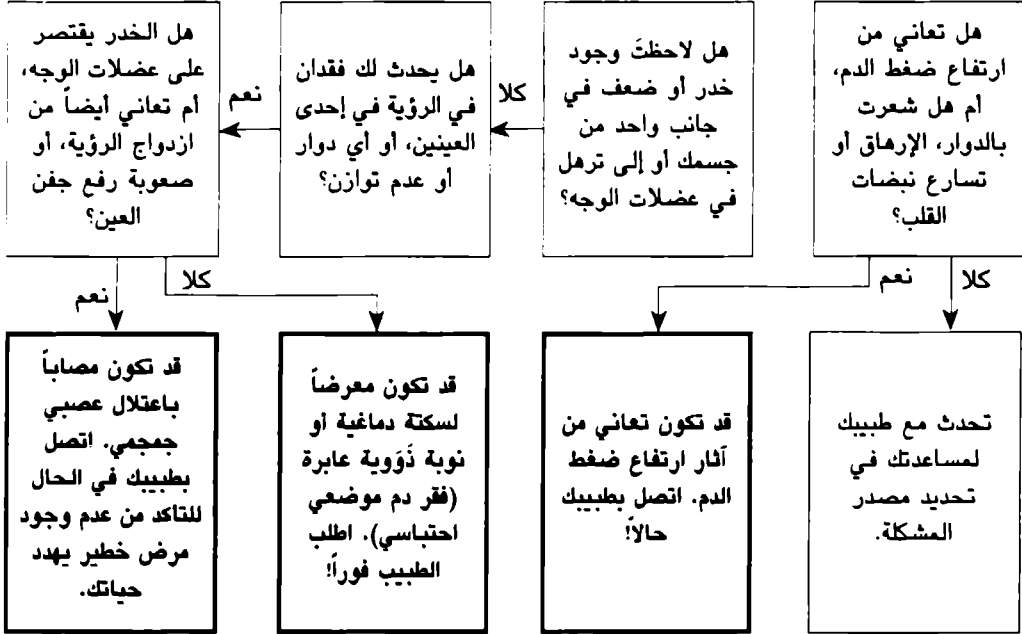 هل تعاني من
ارتفاع ضغط الدم،
أم هل شعرت
بالدوار، الإرهاق أو
تسارع نبضات
القلب؟
هل لاحظتَ وجود
خدر أو ضعف في
جانب واحد من
جسمك أو إلى ترهل
في عضلات الوجه؟
كلا
هل يحدث لك فقدان
في الرؤية في إحدى
العينين، أو أي دوار
أو عدم توازن؟
نعم
هل الخدر يقتصر
على عضلات الوجه،
أم تعاني أيضاً من
ازدواج الرؤية، أو
صعوبة رفع جفن
العين؟
كلا
نعم
كلا
نعم
تحدث مع طبيبك
لمساعدتك في
تحديد مصدر
المشكلة.
قد تكون تعاني من
آثار ارتفاع ضغط
الدم. اتصل بطبيبك
حالاً!
قد تكون معرضاً
لسكتة دماغية أو
نوبة ذَوَوية عابرة
(فقر دم موضعي
احتباسي). اطلب
الطبيب فوراً!
قد تكون مصاباً
باعتلال عصبي
جمجمي. اتصل
بطبيبك في الحال
للتاكد من عدم وجود
مرض خطير يهدد
حياتك.